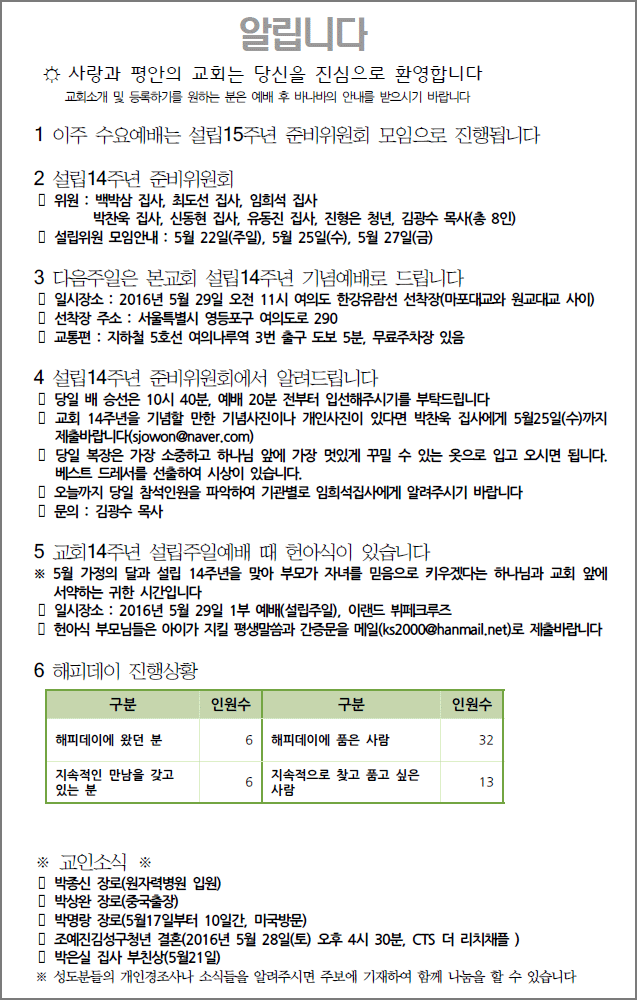 알립니다
☼ 사랑과 평안의 교회는 당신을 진심으로 환영합니다
교회소개 및 등록하기를 원하는 분은 예배 후 바나바의 안내를 받으시기 바랍니다
1 이주 수요예배는 설립15주년 준비위원회 모임으로 진행됩니다
2 설립14주년 준비위원회
▯ 위원 : 백박삼 집사, 최도선 집사, 임희석 집사
박찬욱 집사, 신동현 집사, 유동진 집사, 진형은 청년, 김광수 목사(총 8인)
▯ 설립위원 모임안내 : 5월 22일(주일), 5월 25일(수), 5월 27일(금)
3 다음주일은 본교회 설립14주년 기념예배로 드립니다
▯ 일시장소 : 2016년 5월 29일 오전 11시 여의도 한강유람선 선착장(마포대교와 원교대교 사이)
▯ 선착장 주소 : 서울특별시 영등포구 여의도로 290
▯ 교통편 : 지하철 5호선 여의나루역 3번 출구 도보 5분, 무료주차장 있음
4 설립14주년 준비위원회에서 알려드립니다
▯ 당일 배 승선은 10시 40분, 예배 20분 전부터 입선해주시기를 부탁드립니다
▯ 교회 14주년을 기념할 만한 기념사진이나 개인사진이 있다면 박찬욱 집사에게 5월25일(수)까지
제출바랍니다(sjowon@naver.com)
▯ 당일 복장은 가장 소중하고 하나님 앞에 가장 멋있게 꾸밀 수 있는 옷으로 입고 오시면 됩니다.
베스트 드레서를 선출하여 시상이 있습니다.
▯ 오늘까지 당일 참석인원을 파악하여 기관별로 임희석집사에게 알려주시기 바랍니다
▯ 문의 : 김광수 목사
5 교회14주년 설립주일예배 때 헌아식이 있습니다
※ 5월 가정의 달과 설립 14주년을 맞아 부모가 자녀를 믿음으로 키우겠다는 하나님과 교회 앞에
서약하는 귀한 시간입니다
▯ 일시장소 : 2016년 5월 29일 1부 예배(설립주일), 이랜드 뷔페크루즈
▯ 헌아식 부모님들은 아이가 지킬 평생말씀과 간증문을 메일(ks2000@hanmail.net)로 제출바랍니다
6 해피데이 진행상황
구분 인원수 구분 인원수
해피데이에 왔던 분 6 해피데이에 품은 사람 32
지속적인 만남을 갖고 있는 분 6 지속적으로 찾고 품고 싶은 사람 13
※ 교인소식 ※
▯ 박종신 장로(원자력병원 입원)
▯ 박상완 장로(중국출장)
▯ 박명랑 장로(5월17일부터 10일간, 미국방문)
▯ 조예진김성구청년 결혼(2016년 5월 28일(토) 오후 4시 30분, CTS 더 리치채플 )
▯ 박은실 집사 부친상(5월21일)
※ 성도분들의 개인경조사나 소식들을 알려주시면 주보에 기재하여 함께 나눔을 할 수 있습니다